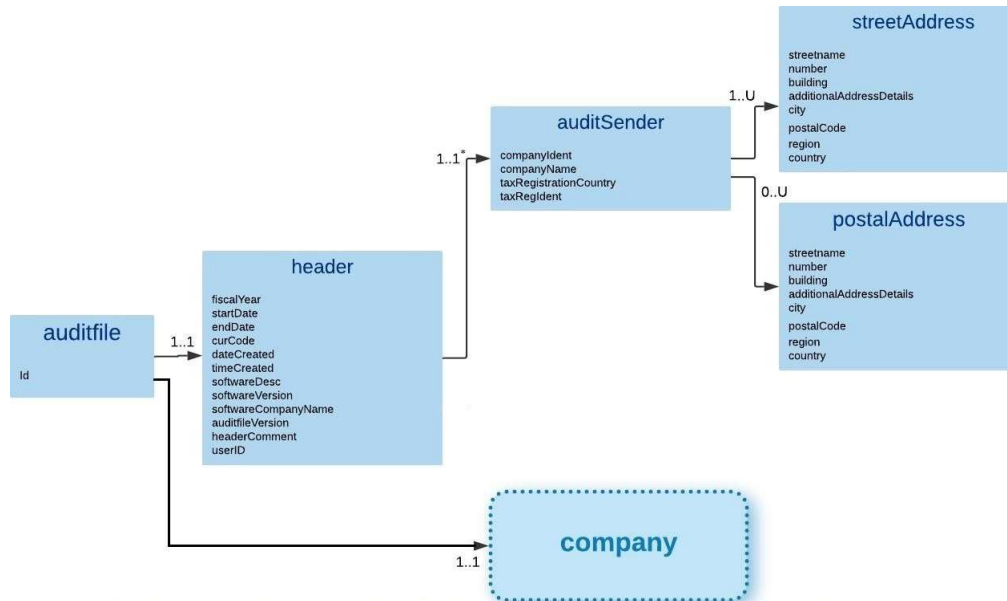 streetAddress
streetname
number
building
additionalAddressDetails
city
postalCode
region
country
1..U
auditSender
companyIdent
companyName
taxRegistrationCountry
taxRegIdent
1..1*
0..U
postalAddress
streetname
number
building
additionalAddressDetails
city
postalCode
region
country
header
fiscalYear
startDate
endDate
curCode
dateCreated
timeCreated
softwareDesc
softwareVersion
softwareCompanyName
auditfileVersion
headerComment
userID
auditfile
Id
1..1
company
1..1